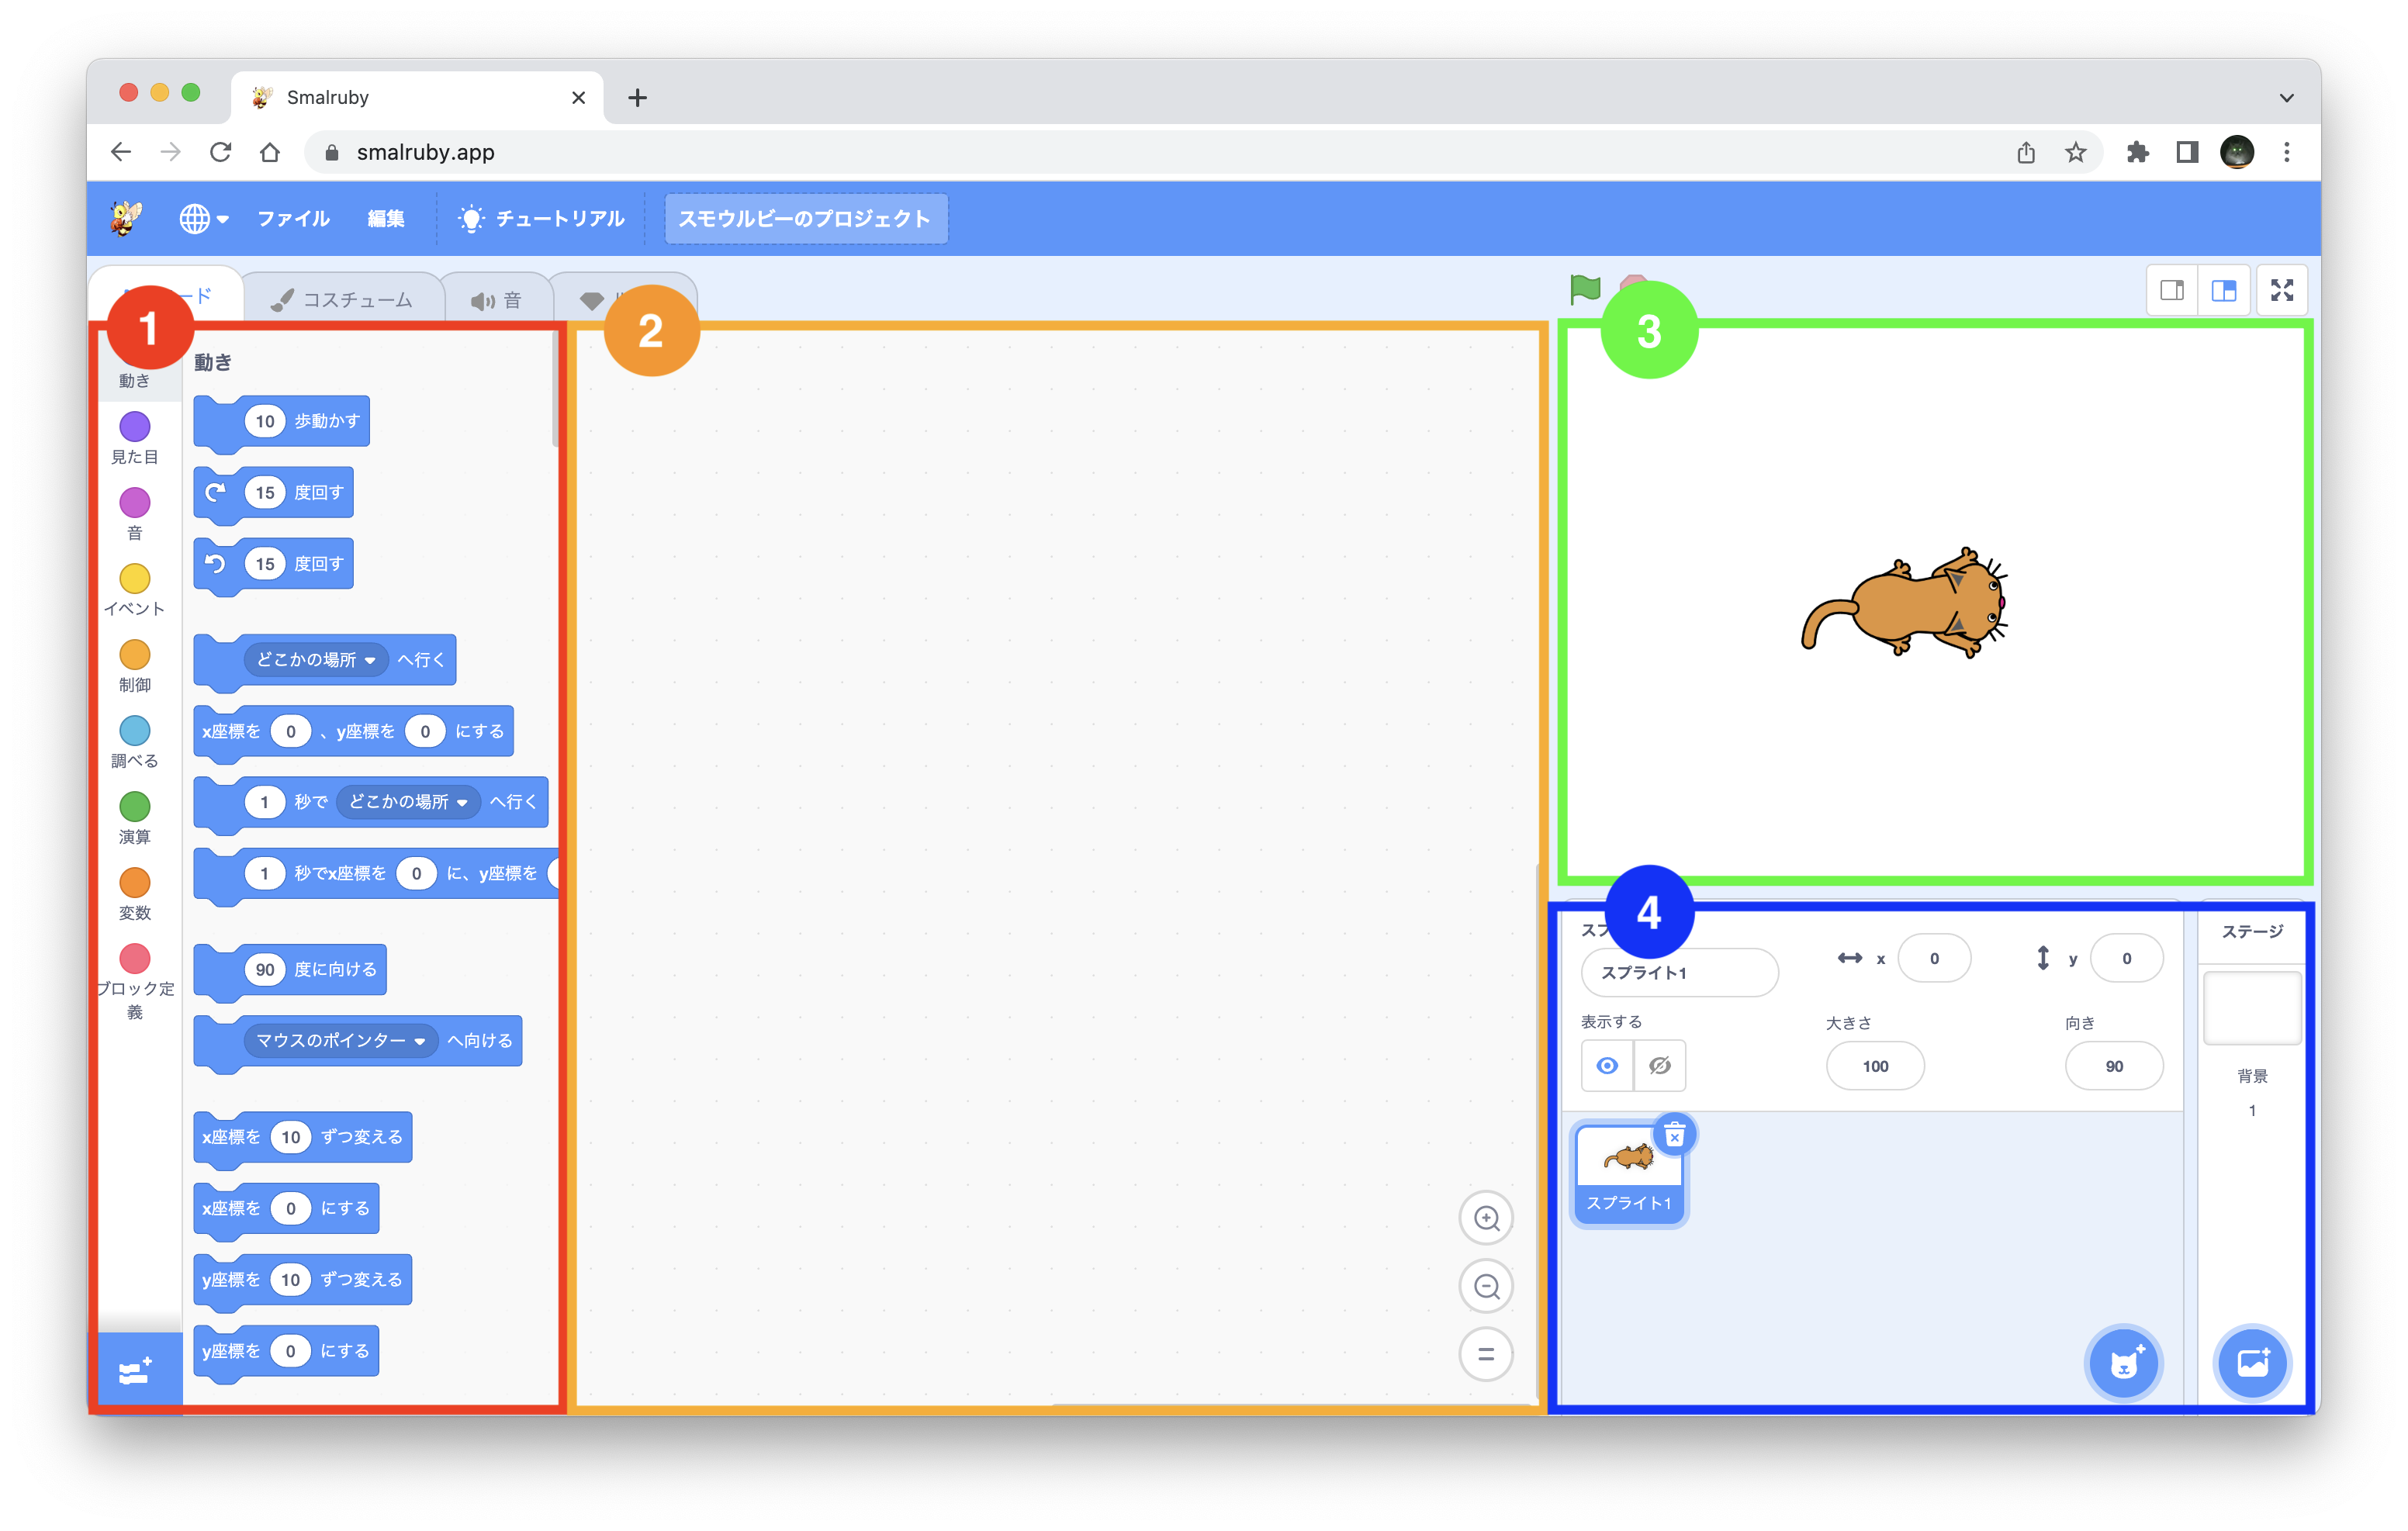 Smalruby
smalruby.app
ファイル 編集 チュートリアル スモウルビーのプロジェクト
コスチューム 音
1
2
3
4
動き
見た目
音
イベント
制御
調べる
演算
変数
ブロック定
義
動き
10 歩動かす
15 度回す
15 度回す
どこかの場所 へ行く
x座標を 0 、y座標を 0 にする
1 秒で どこかの場所 へ行く
1 秒でx座標を 0 に、y座標を
90 度に向ける
マウスのポインター へ向ける
x座標を 10 ずつ変える
x座標を 0 にする
y座標を 10 ずつ変える
y座標を 0 にする
スプライト1
x 0
y 0
表示する
大きさ
100
向き
90
スプライト1
ステージ
背景
1